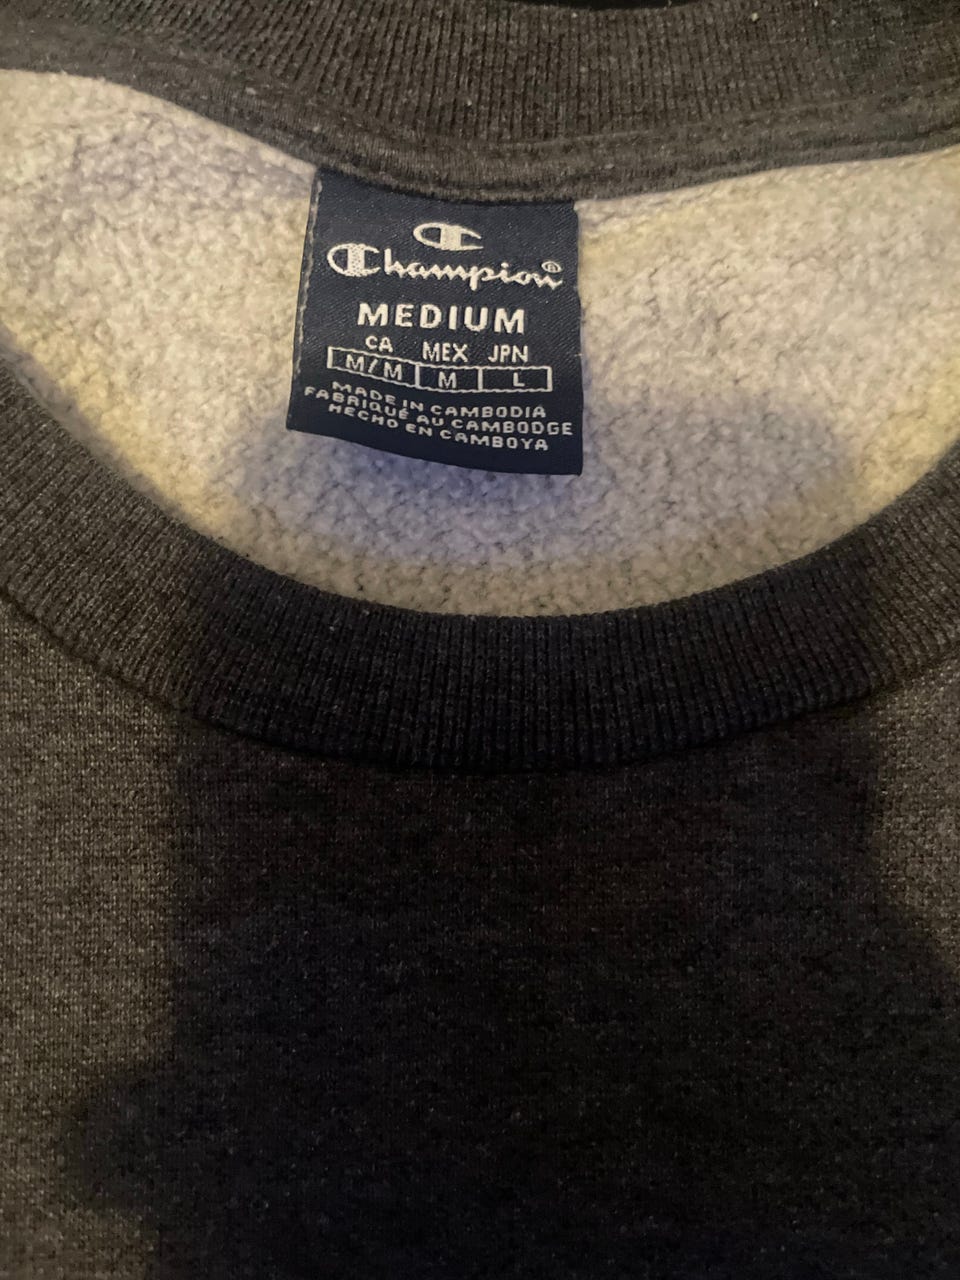 Champion®
MEDIUM
CA MEX JPN
M/M M L
MADE IN CAMBODIA
FABRIQUÉ AU CAMBODGE
HECHO EN CAMBOYA